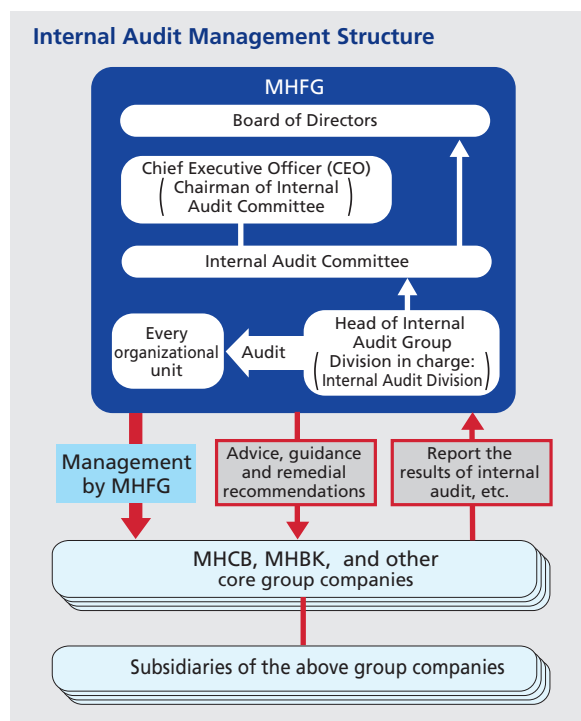 Internal Audit Management Structure
MHFG
Board of Directors
Chief Executive Officer (CEO)
(Chairman of Internal
Audit Committee)
Internal Audit Committee
Every
organizational
unit
Audit
Head of Internal
Audit Group
(Division in charge:
Internal Audit Division)
Management
by MHFG
Advice, guidance
and remedial
recommendations
Report the
results of internal
audit, etc.
MHCB, MHBK, and other
core group companies
Subsidiaries of the above group companies